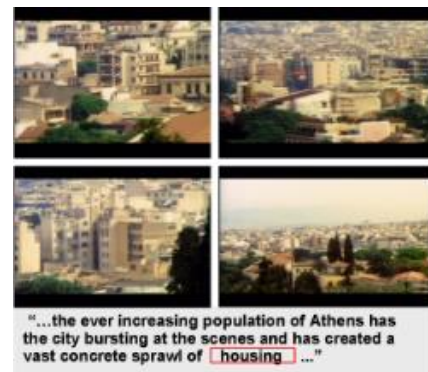 “...the ever increasing population of Athens has
the city bursting at the scenes and has created a
vast concrete sprawl of housing ...”